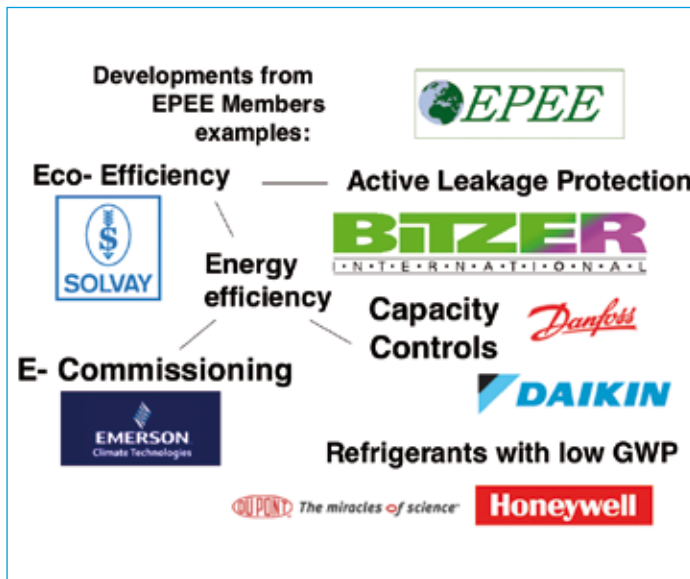 Developments from
EPEE Members
examples:
EPEE
Eco- Efficiency
Active Leakage Protection
S
SOLVAY
BiTZER
I·N·T·E·R·N·A·T·I·O·N·A·L
Energy
efficiency
Capacity
Controls
Danfoss
E- Commissioning
DAIKIN
EMERSON
Climate Technologies
Refrigerants with low GWP
DUPONT The miracles of science
Honeywell